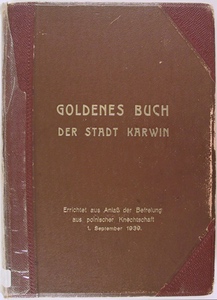 GOLDENES BUCH
DER STADT KARWIN
Errichtet aus Anlaß der Befreiung
aus polnischer Knechtschaft
1. September 1939.